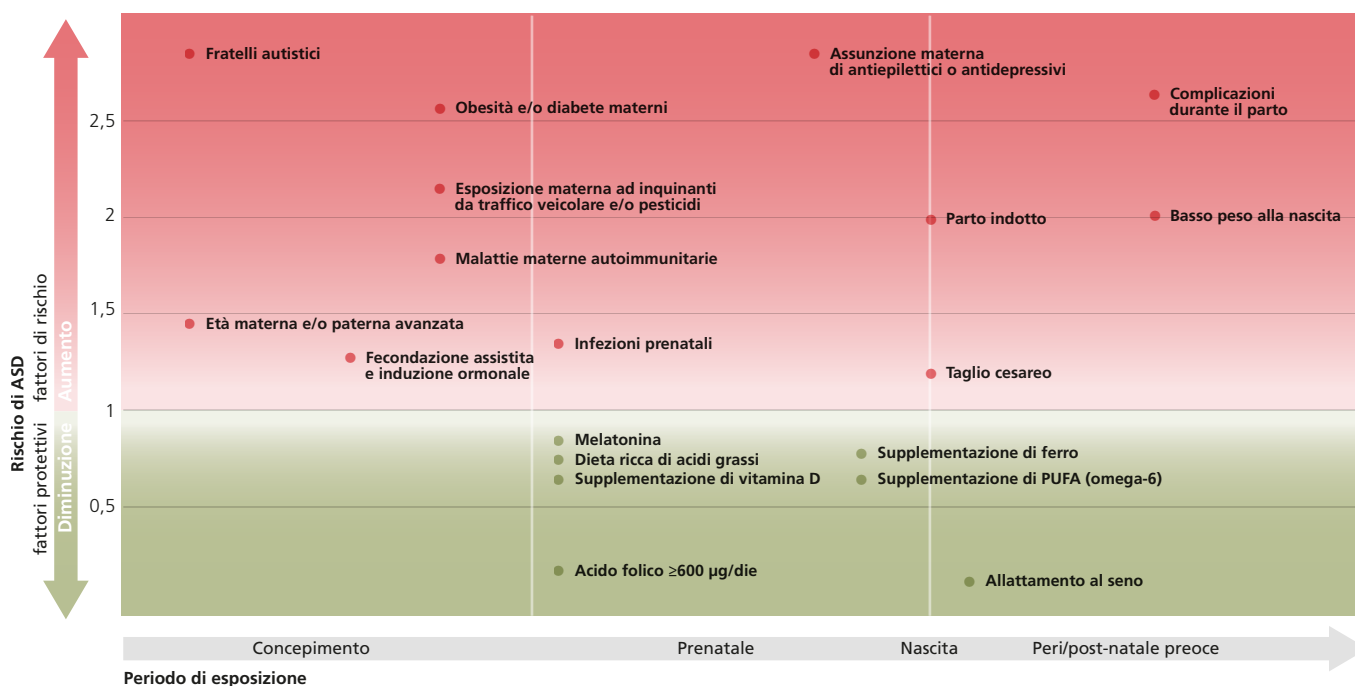 Fratelli autistici
Assunzione materna
di antiepilettici o antidepressivi
Complicazioni
durante il parto
Obesità e/o diabete materni
2,5
Esposizione materna ad inquinanti
da traffico veicolare e/o pesticidi
2
Parto indotto
Basso peso alla nascita
Malattie materne autoimmunitarie
1,5
Età materna e/o paterna avanzata
Infezioni prenatali
Fecondazione assistita
e induzione ormonale
Taglio cesareo
1
Rischio di ASD
fattori di rischio
Aumento
fattori protettivi
Diminuzione
Melatonina
Dieta ricca di acidi grassi
Supplementazione di vitamina D
Supplementazione di ferro
Supplementazione di PUFA (omega-6)
0,5
Acido folico ≥600 µg/die
Allattamento al seno
Concepimento
Prenatale
Nascita
Peri/post-natale preoce
Periodo di esposizione